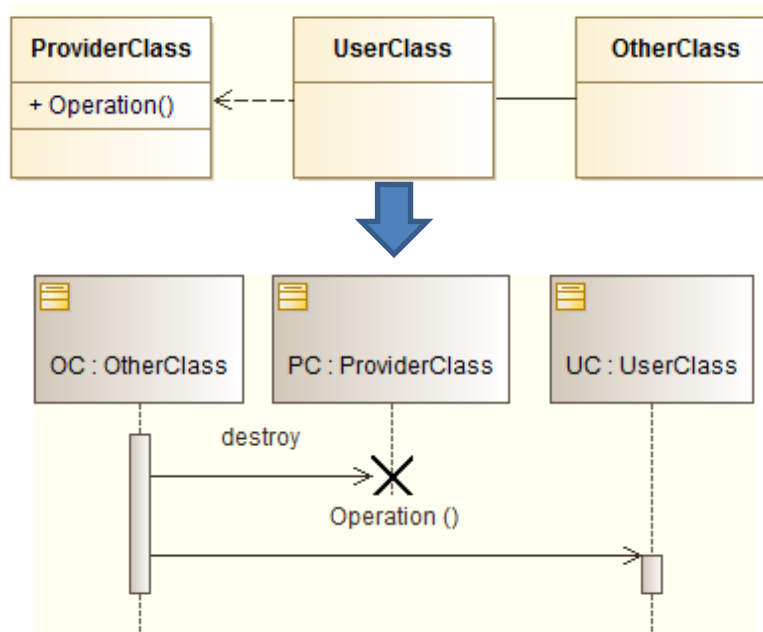 ProviderClass
+ Operation()
UserClass
OtherClass
OC : OtherClass
PC : ProviderClass
UC : UserClass
destroy
Operation ()